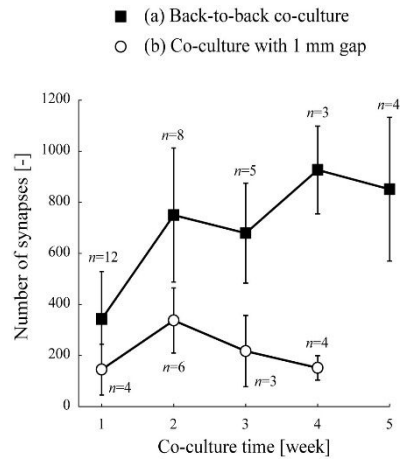 (a) Back-to-back co-culture
(b) Co-culture with 1 mm gap
Number of synapses [-]
1200
1000
800
600
400
200
0
n=12
n=8
n=5
n=3
n=4
n=4
n=6
n=3
n=4
1 2 3 4 5
Co-culture time [week]